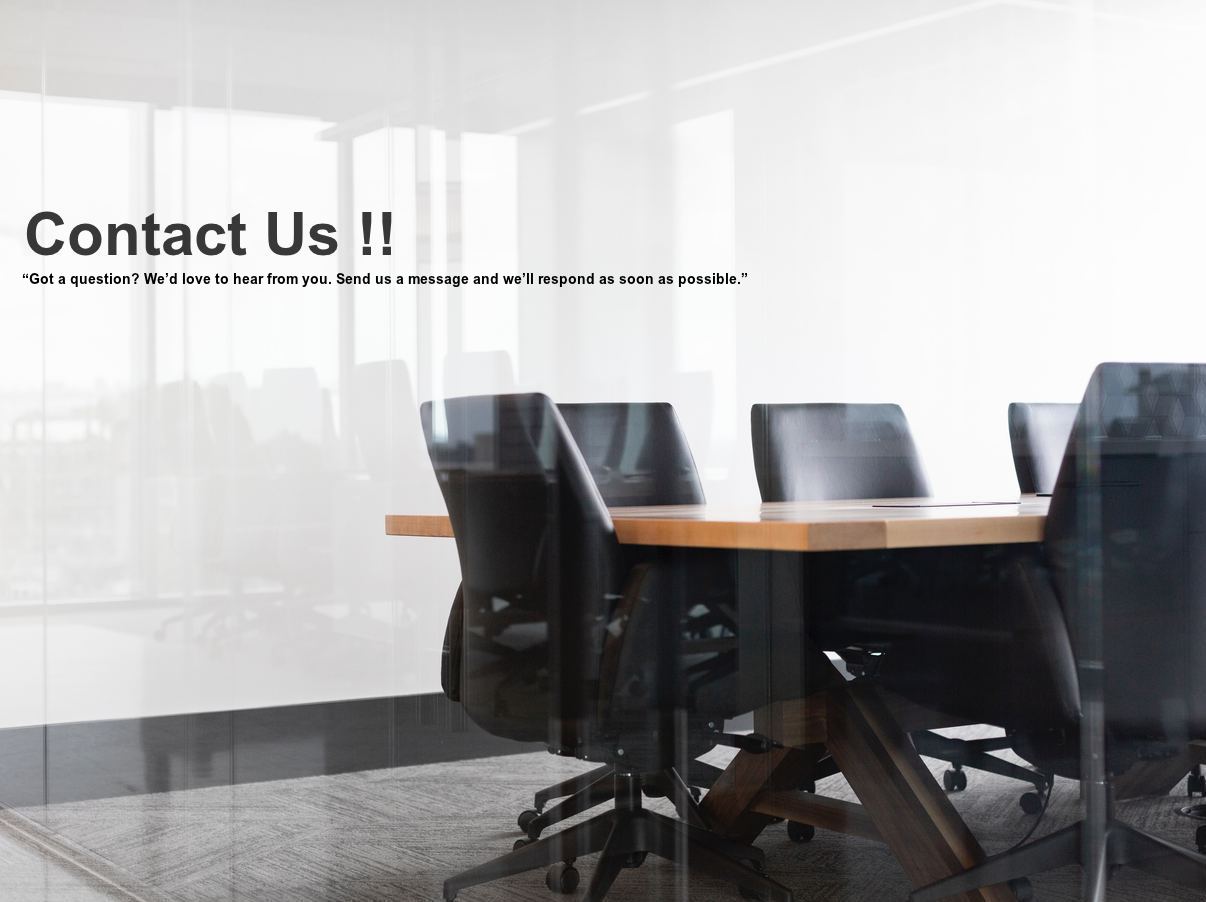 Contact Us !!
“Got a question? We’d love to hear from you. Send us a message and we’ll respond as soon as possible.”